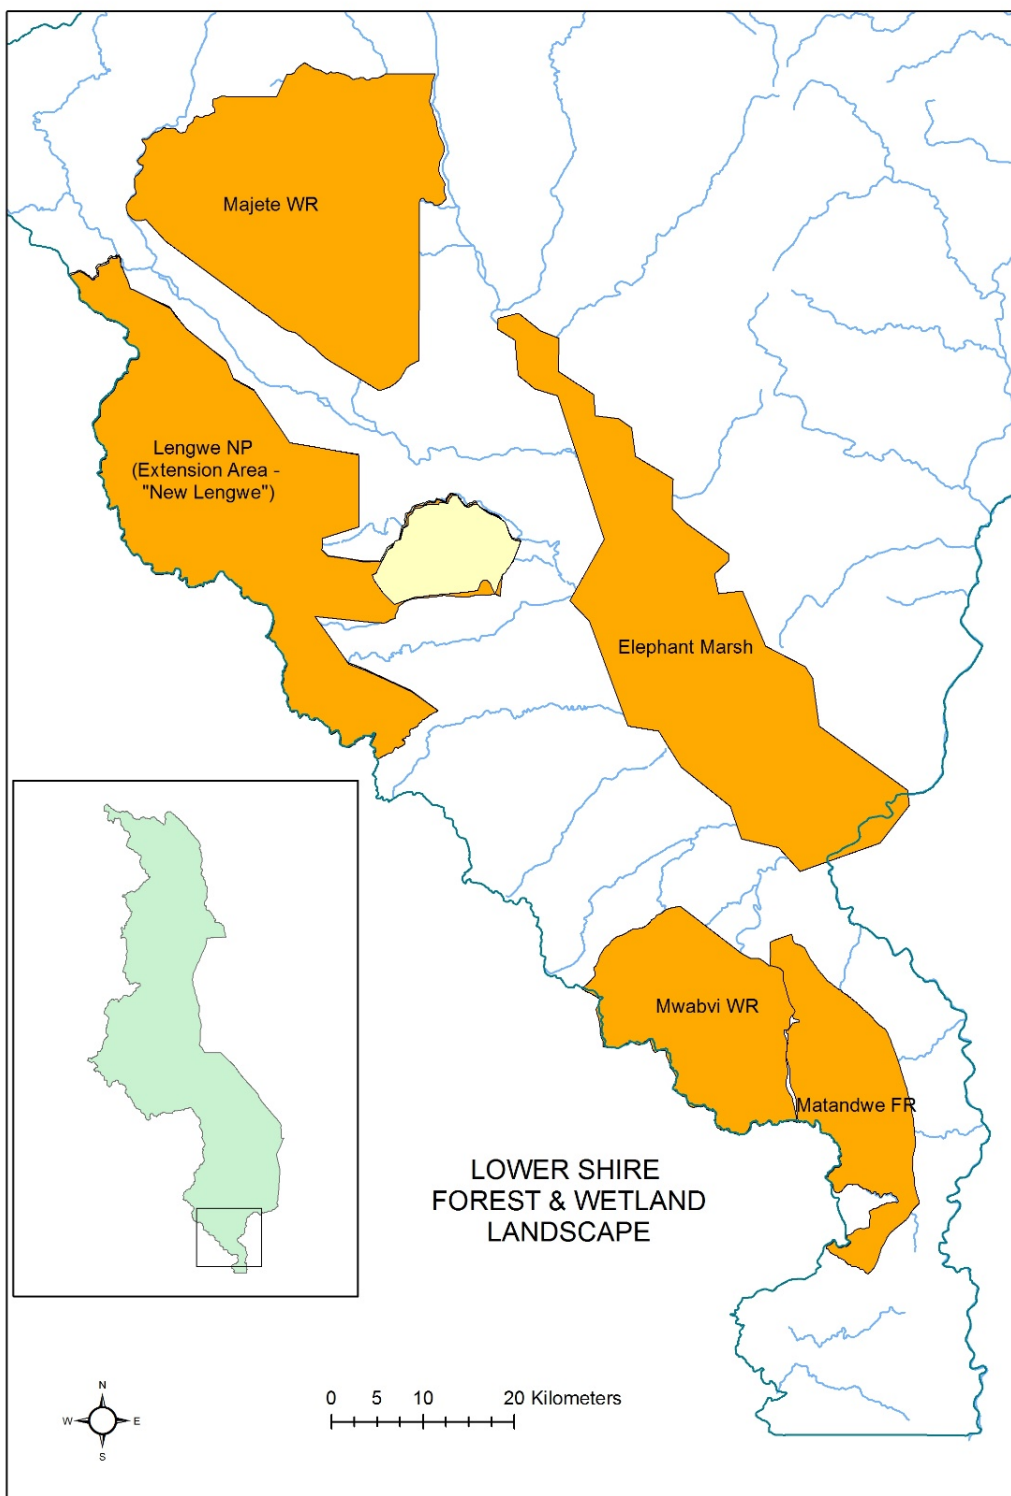 Majete WR
Lengwe NP
(Extension Area -
"New Lengwe")
Elephant Marsh
Mwabvi WR
Matandwe FR
LOWER SHIRE
FOREST & WETLAND
LANDSCAPE
N
W E
S
0 5 10 20 Kilometers